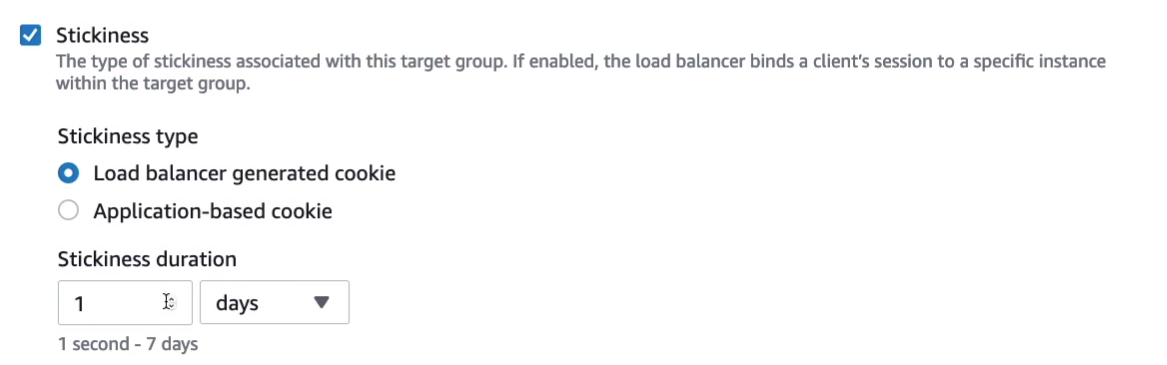 Stickiness
The type of stickiness associated with this target group. If enabled, the load balancer binds a client's session to a specific instance
within the target group.
Stickiness type
Load balancer generated cookie
Application-based cookie
Stickiness duration
1 days
1 second - 7 days